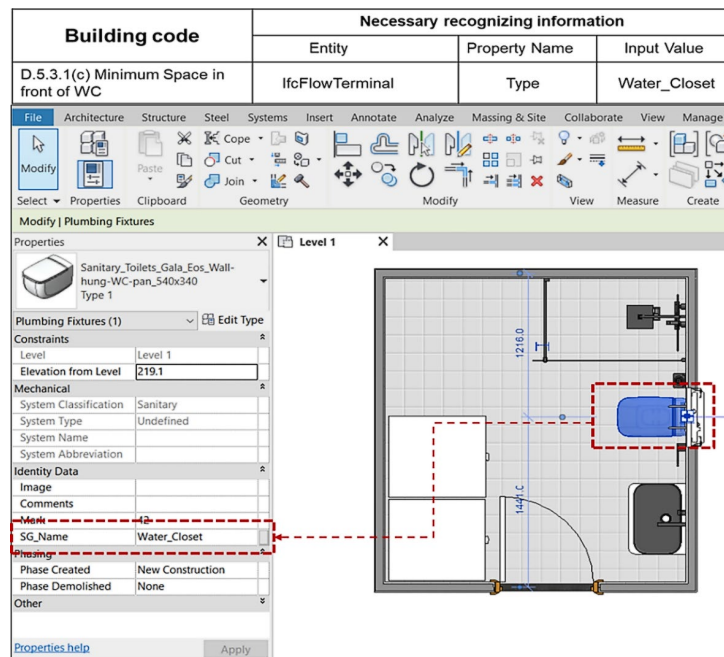 Building code
Necessary recognizing information
Entity
Property Name
Input Value
D.5.3.1(c) Minimum Space in front of WC
IfcFlowTerminal
Type
Water_Closet
File Architecture Structure Steel Systems Insert Annotate Analyze Massing & Site Collaborate View Manage
Modify
Properties
Paste
Cope
Cut
Join
Select Properties Clipboard Geometry Modify View Measure Create
Modify | Plumbing Fixtures
Properties
Level 1
Sanitary_Toilets_Gala_Eos_Wall-
hung-WC-pan_540x340
Type 1
Plumbing Fixtures (1) Edit Type
Constraints
Level Level 1
Elevation from Level 219.1
Mechanical
System Classification Sanitary
System Type Undefined
System Name
System Abbreviation
Identity Data
Image
Comments
Mark 42
SG_Name Water_Closet
Phasing
Phase Created New Construction
Phase Demolished None
Other
Properties help Apply
1216.0